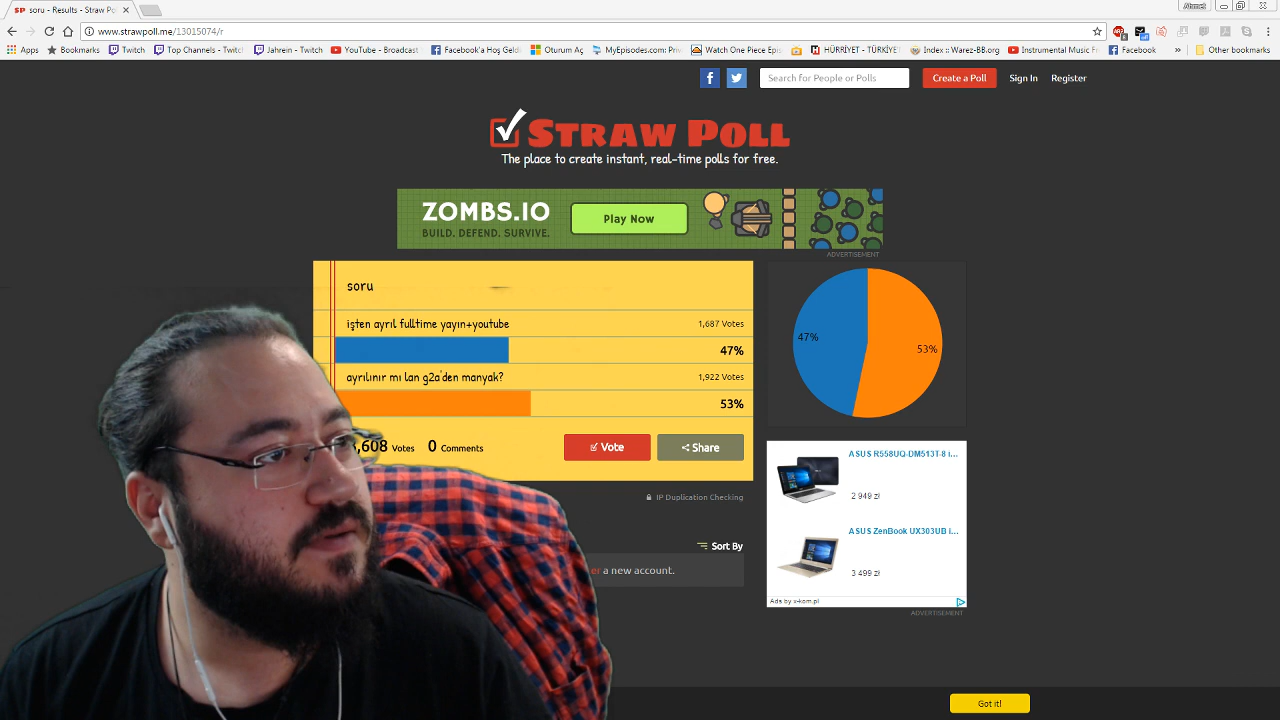 SP soru - Results - Straw Po
Ahmet
www.strawpoll.me/13015074/r
Apps Bookmarks Twitch Top Channels - Twitc Jahrein - Twitch YouTube - Broadcast Facebook'a Hoş Geld Oturum Aç MyEpisodes.com: Priv Watch One Piece Epis HÜRRİYET - TÜRKİYE Index :: Warez-BB.org Instrumental Music F Facebook » Other bookmarks
Search for People or Polls Create a Poll Sign In Register
STRAW POLL
The place to create instant, real-time polls for free.
ZOMBS.IO
BUILD. DEFEND. SURVIVE.
Play Now
ADVERTISEMENT
soru
işten ayrıl fulltime yayın+youtube 1,687 Votes
47%
ayrılınır mı lan g2a'den manyak? 1,922 Votes
53%
,608 Votes 0 Comments Vote Share
IP Duplication Checking
Sort By
er a new account.
47%
53%
ASUS R558UQ-DM513T-8 i...
2 949 zł
ASUS ZenBook UX303UB i...
3 499 zł
Ads by x-kom.pl
ADVERTISEMENT
Got it!